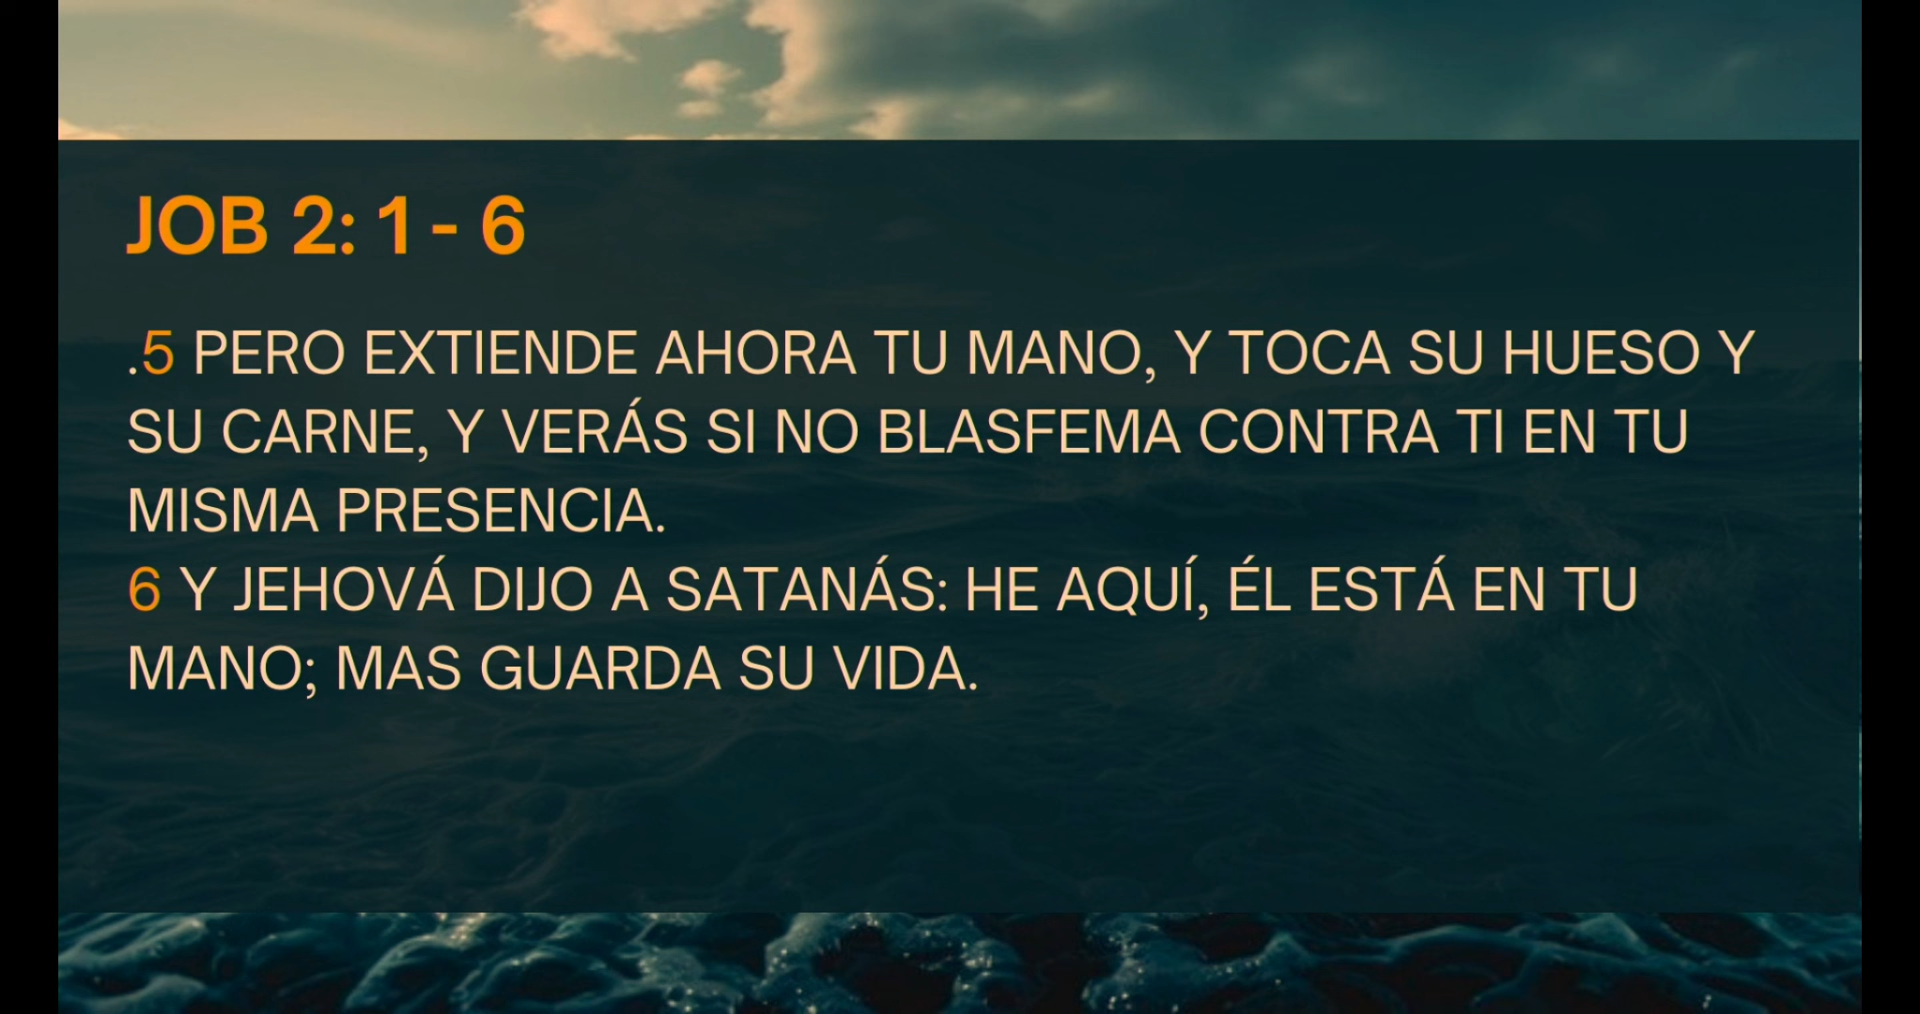 JOB 2: 1 - 6
.5 PERO EXTIENDE AHORA TU MANO, Y TOCA SU HUESO Y
SU CARNE, Y VERÁS SI NO BLASFEMA CONTRA TI EN TU
MISMA PRESENCIA.
6 Y JEHOVÁ DIJO A SATANÁS: HE AQUÍ, ÉL ESTÁ EN TU
MANO; MAS GUARDA SU VIDA.